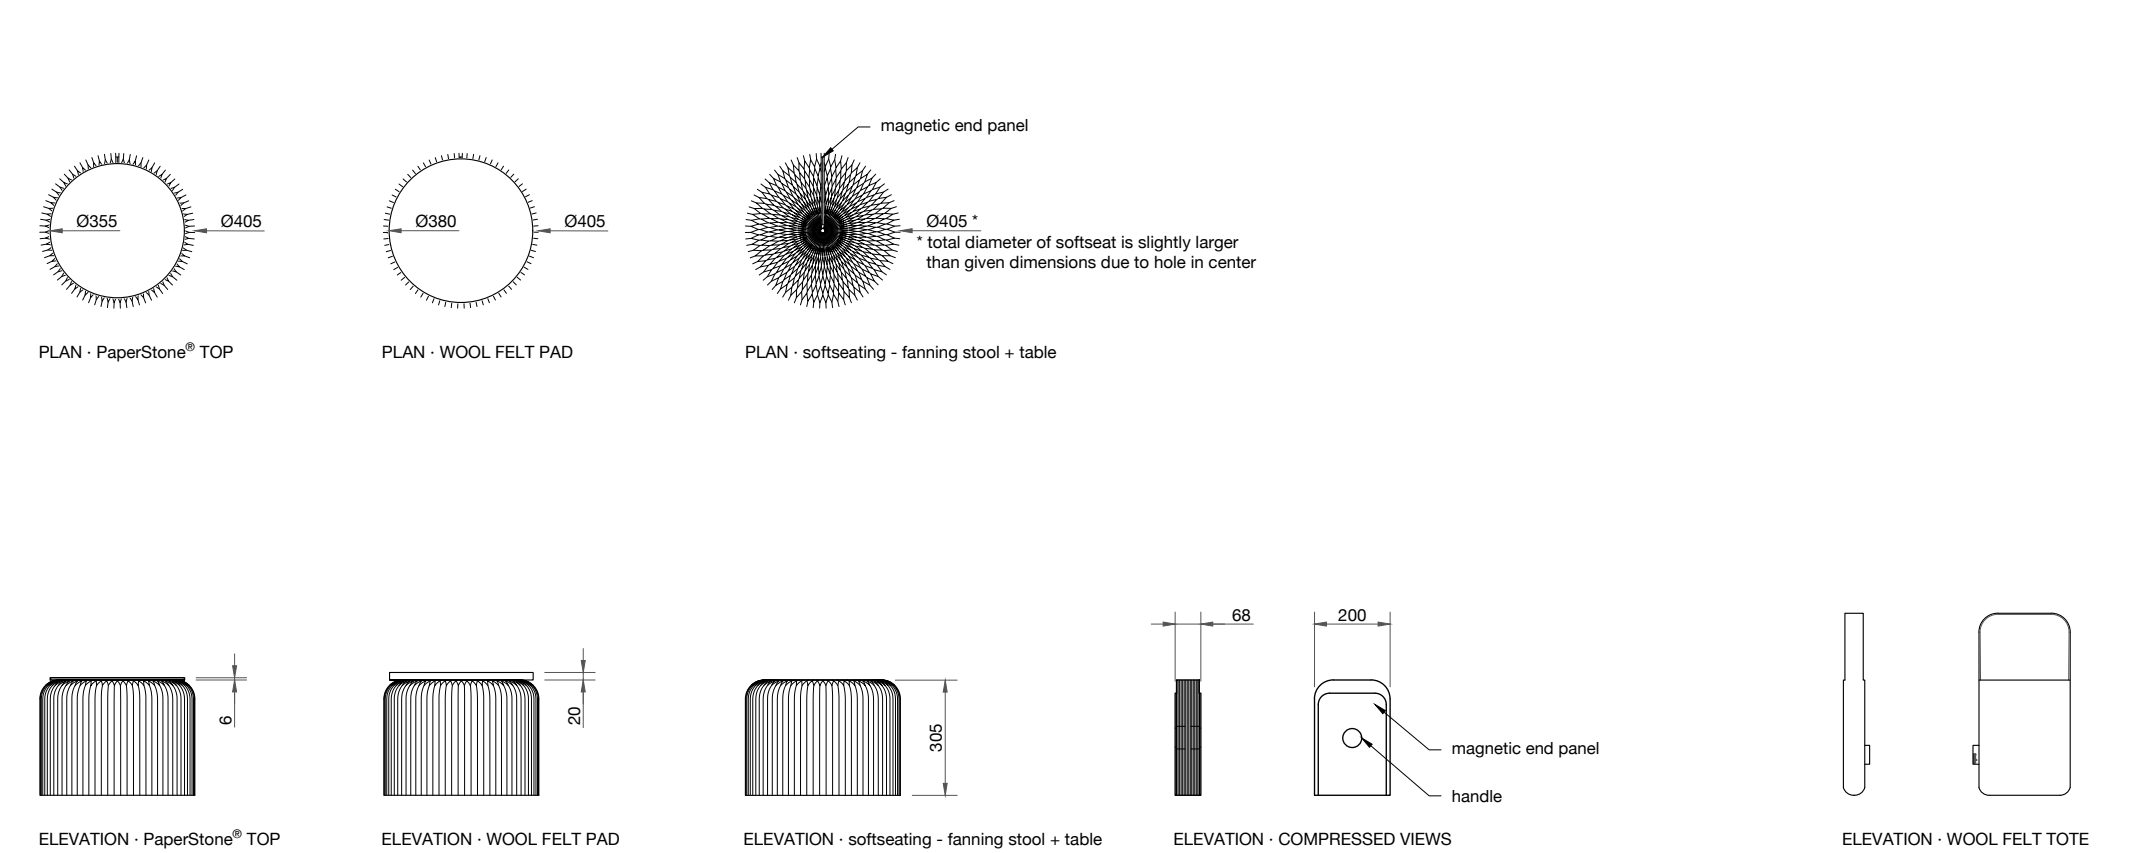 magnetic end panel
Ø355
Ø405
Ø380
Ø405
Ø405 *
* total diameter of softseat is slightly larger
than given dimensions due to hole in center
PLAN · PaperStone® TOP
PLAN · WOOL FELT PAD
PLAN · softseating - fanning stool + table
68
200
6
20
305
magnetic end panel
handle
ELEVATION · PaperStone® TOP
ELEVATION · WOOL FELT PAD
ELEVATION · softseating - fanning stool + table
ELEVATION · COMPRESSED VIEWS
ELEVATION · WOOL FELT TOTE